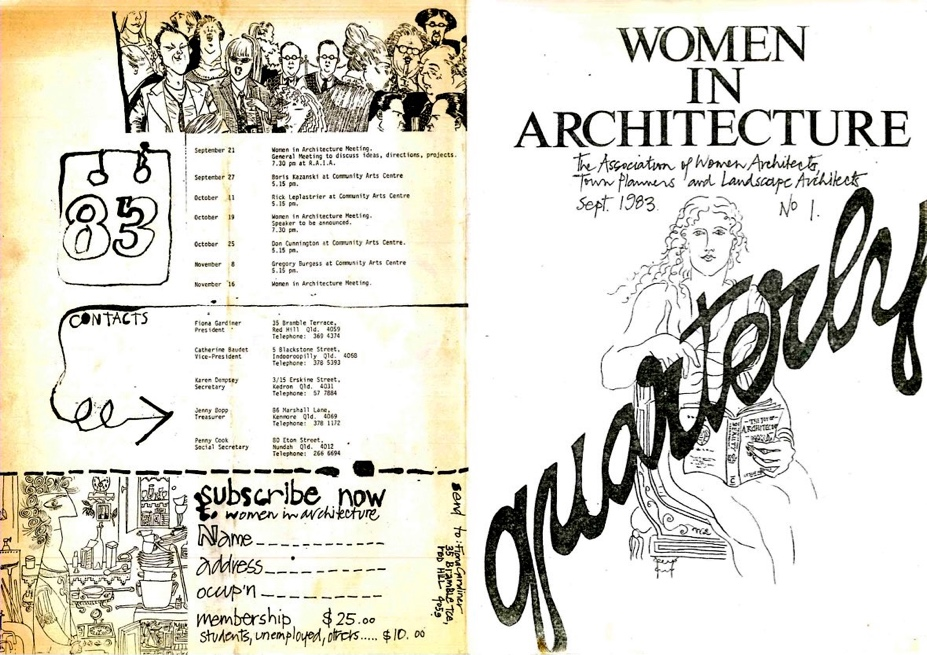 September 21 Women in Architecture Meeting.
General Meeting to discuss ideas, directions, projects.
7.30 pm at R.A.I.A.
September 27 Boris Kazanski at Community Arts Centre
5.15 pm.
October 11 Rick Leplastrier at Community Arts Centre
5.15 pm.
October 19 Women in Architecture Meeting.
Speaker to be announced.
7.30 pm.
October 25 Don Cunnington at Community Arts Centre.
5.15 pm.
November 8 Gregory Burgess at Community Arts Centre
5.15 pm.
November 16 Women in Architecture Meeting.
83
CONTACTS
Fiona Gardiner 35 Bramble Terrace,
President Red Hill Qld. 4059
Telephone: 369 4374
Catherine Baudet 5 Blackstone Street,
Vice-President Indooroopilly Qld. 4068
Telephone: 378 5393
Karen Dempsey 3/15 Erskine Street,
Secretary Kedron Qld. 4031
Telephone: 57 7884
Jenny Bopp 86 Marshall Lane,
Treasurer Kenmore Qld. 4069
Telephone: 378 1172
Penny Cook 80 Eton Street,
Social Secretary Nundah Qld. 4012
Telephone: 266 6694
subscribe now
to women in architecture
Name
address
occup'n
membership $25.00
students, unemployed, others..... $10.00
send to: Fiona Gardiner
35 Bramble Tce,
Red Hill 4059
WOMEN
IN
ARCHITECTURE
The Association of Women Architects,
Town Planners and Landscape Architects
Sept. 1983. No 1.
quarterly